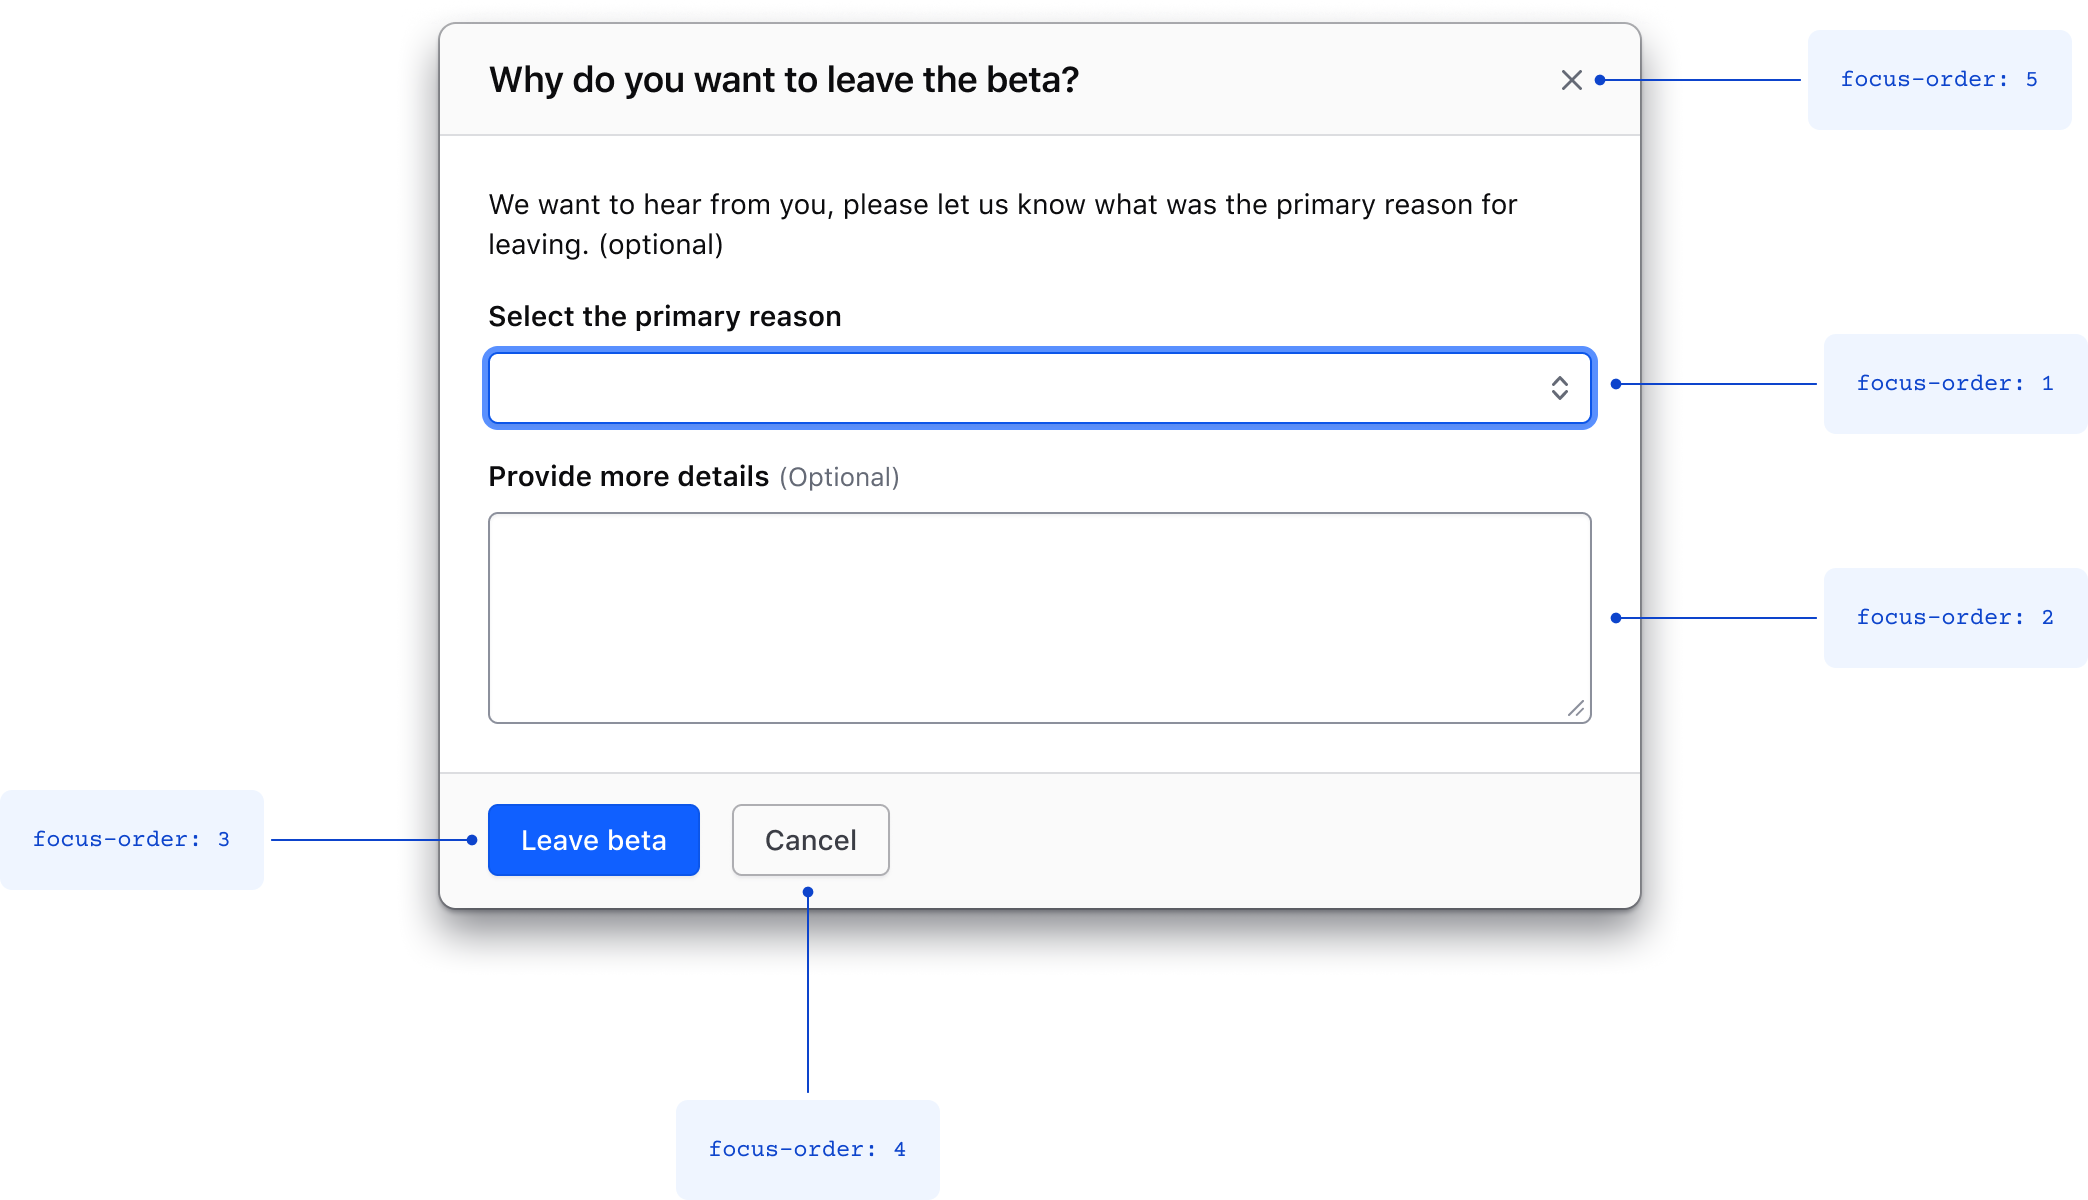 Why do you want to leave the beta?
focus-order: 5
We want to hear from you, please let us know what was the primary reason for
leaving. (optional)
Select the primary reason
focus-order: 1
Provide more details (Optional)
focus-order: 2
focus-order: 3
Leave beta
Cancel
focus-order: 4